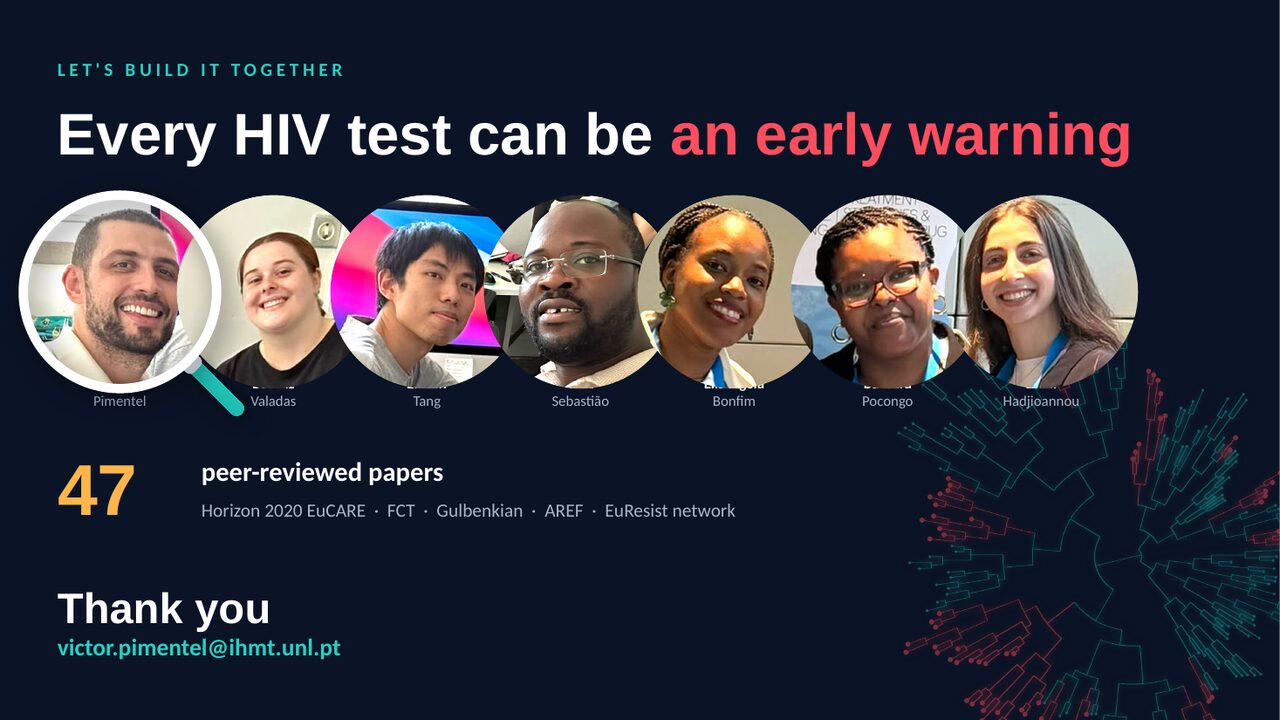 LET'S BUILD IT TOGETHER
Every HIV test can be an early warning
Pimentel
Valadas
Tang
Sebastião
Bonfim
Pocongo
Hadjioannou
47
peer-reviewed papers
Horizon 2020 EuCARE · FCT · Gulbenkian · AREF · EuResist network
Thank you
victor.pimentel@ihmt.unl.pt